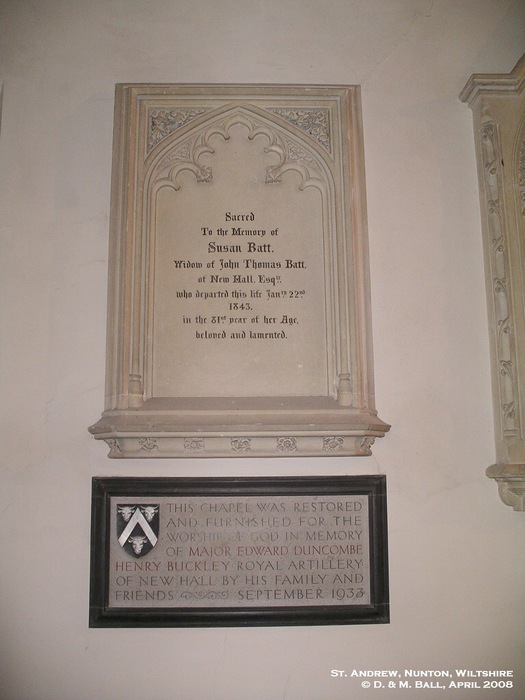 Sacred
To the Memory of
Susan Batt,
Widow of John Thomas Batt,
of New Hall, Esqre.
who departed this life Jany. 22nd
1843,
in the 81st year of her Age,
beloved and lamented.
THIS CHAPEL WAS RESTORED
AND FURNISHED FOR THE
WORSHIP OF GOD IN MEMORY
OF MAJOR EDWARD DUNCOMBE
HENRY BUCKLEY ROYAL ARTILLERY
OF NEW HALL BY HIS FAMILY AND
FRIENDS SEPTEMBER 1933
St. Andrew, Nunton, Wiltshire
© D. & M. Ball, April 2008